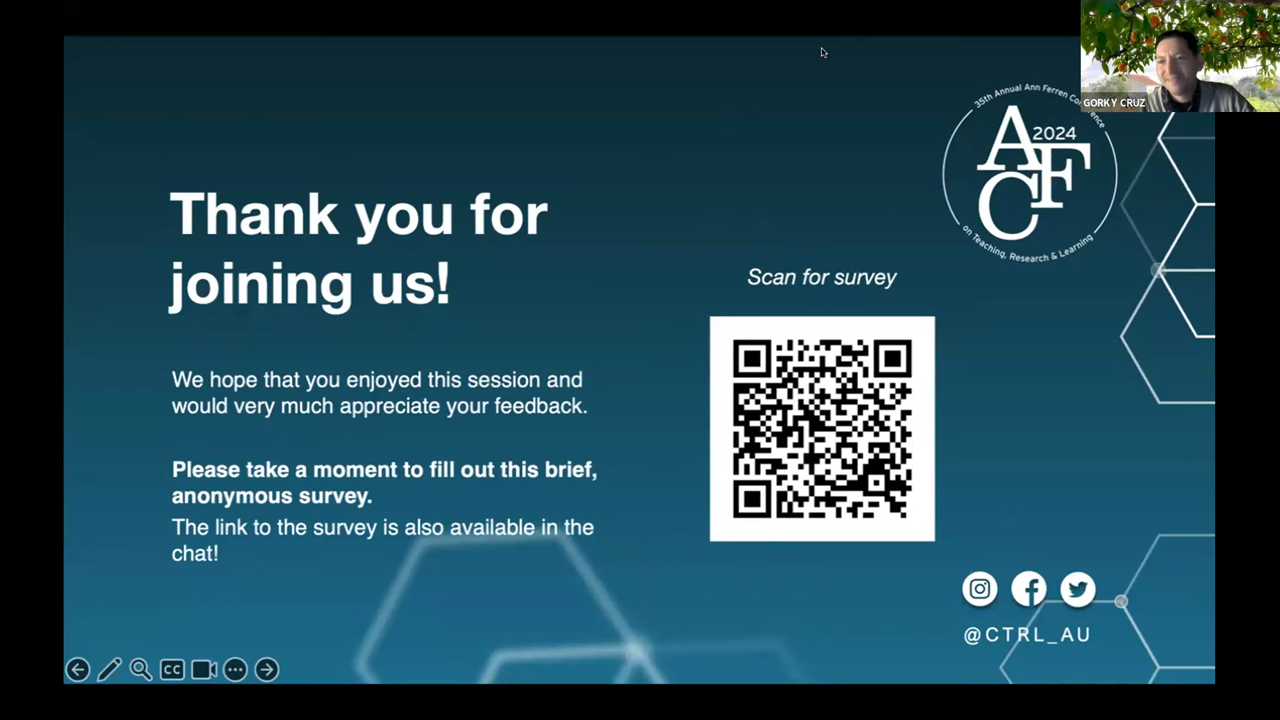 GORKY CRUZ
35th Annual Ann Ferren Conference
2024
AFC
on Teaching, Research & Learning
Thank you for
joining us!
Scan for survey
We hope that you enjoyed this session and
would very much appreciate your feedback.
Please take a moment to fill out this brief,
anonymous survey.
The link to the survey is also available in the
chat!
@CTRL_AU
CC